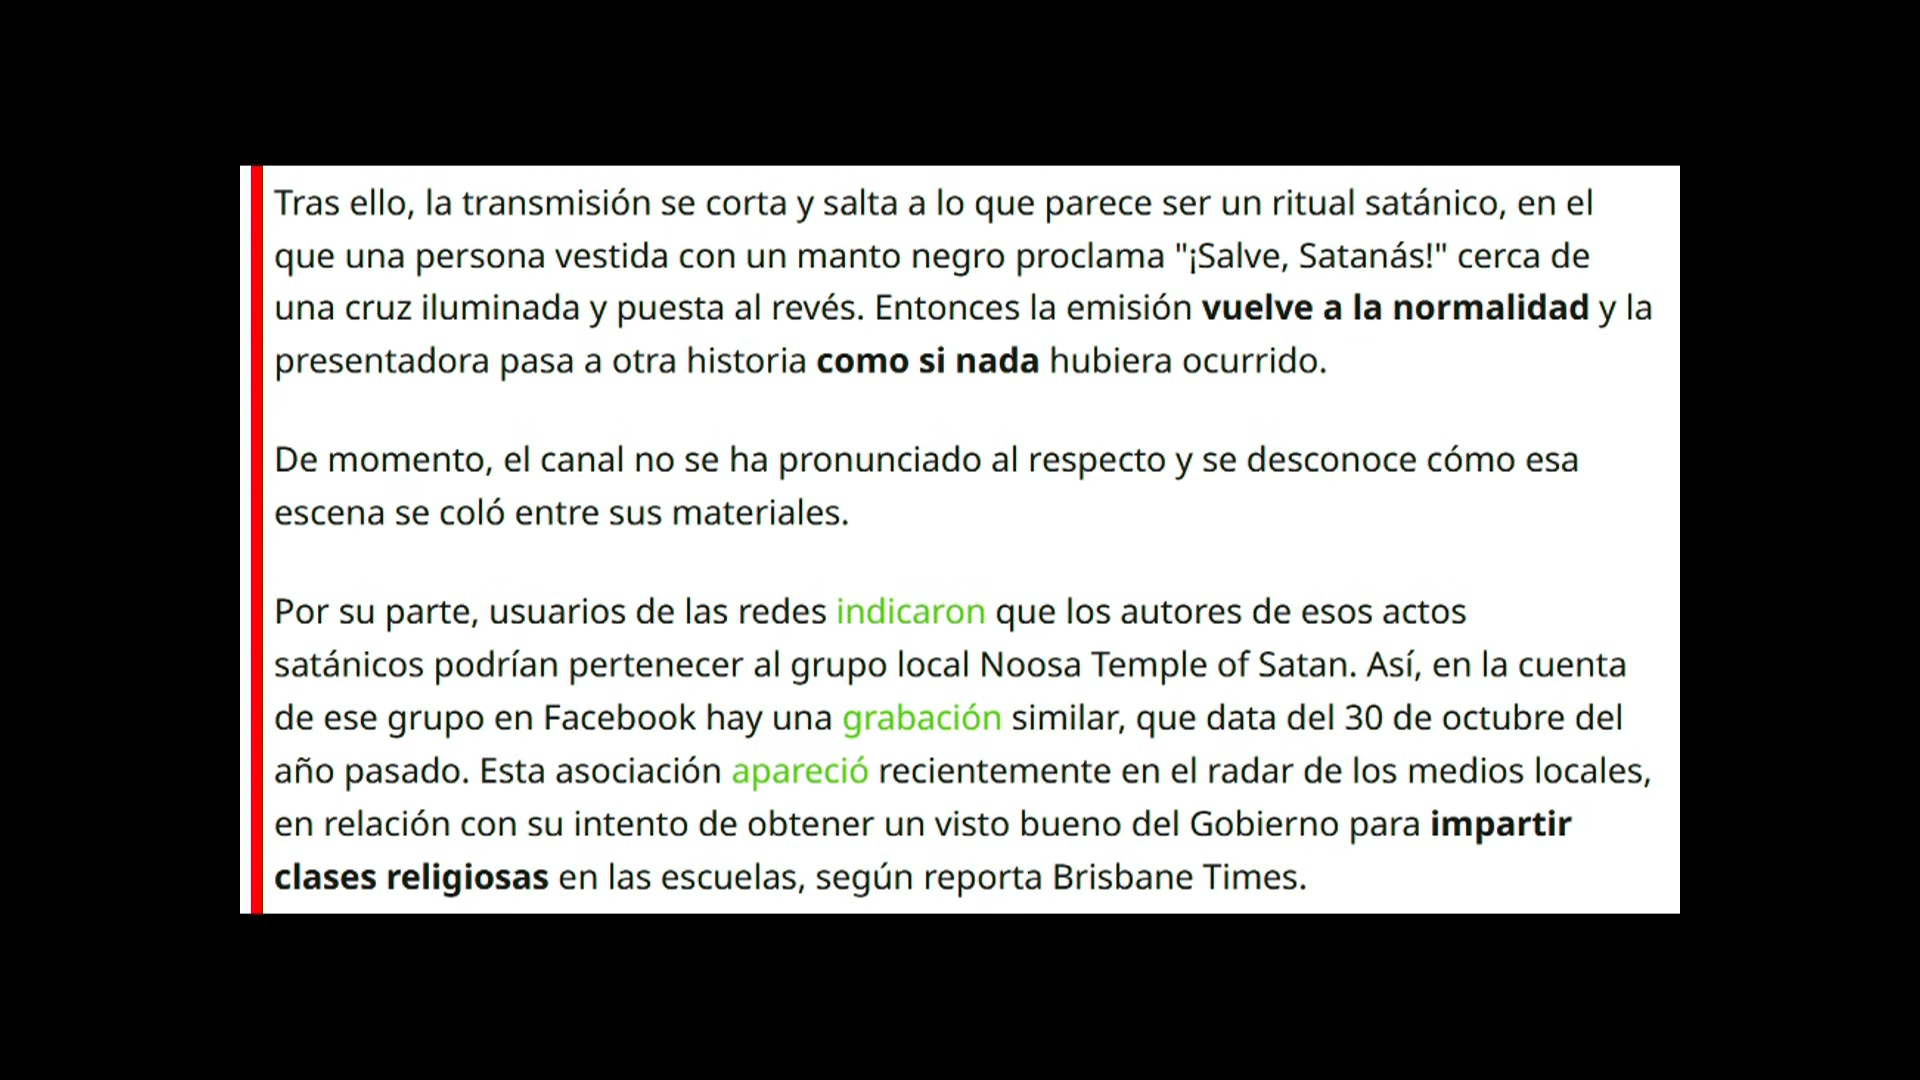 Tras ello, la transmisión se corta y salta a lo que parece ser un ritual satánico, en el
que una persona vestida con un manto negro proclama "¡Salve, Satanás!" cerca de
una cruz iluminada y puesta al revés. Entonces la emisión vuelve a la normalidad y la
presentadora pasa a otra historia como si nada hubiera ocurrido.
De momento, el canal no se ha pronunciado al respecto y se desconoce cómo esa
escena se coló entre sus materiales.
Por su parte, usuarios de las redes indicaron que los autores de esos actos
satánicos podrían pertenecer al grupo local Noosa Temple of Satan. Así, en la cuenta
de ese grupo en Facebook hay una grabación similar, que data del 30 de octubre del
año pasado. Esta asociación apareció recientemente en el radar de los medios locales,
en relación con su intento de obtener un visto bueno del Gobierno para impartir
clases religiosas en las escuelas, según reporta Brisbane Times.